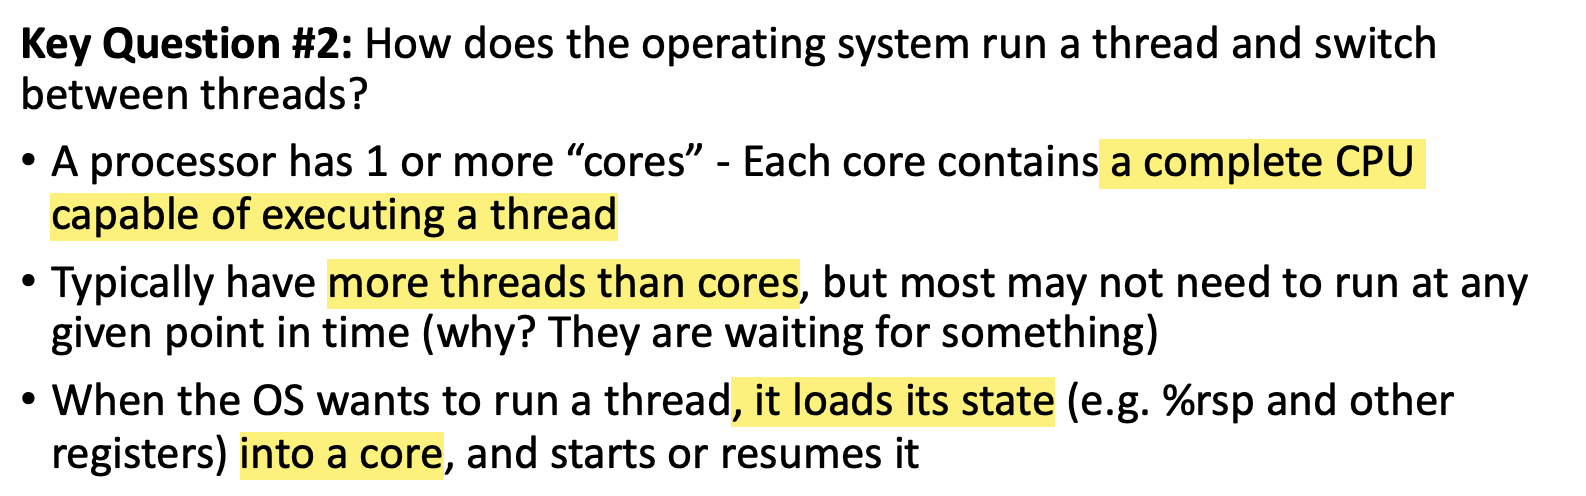 Key Question #2: How does the operating system run a thread and switch
between threads?
• A processor has 1 or more “cores” - Each core contains a complete CPU
capable of executing a thread
• Typically have more threads than cores, but most may not need to run at any
given point in time (why? They are waiting for something)
• When the OS wants to run a thread, it loads its state (e.g. %rsp and other
registers) into a core, and starts or resumes it